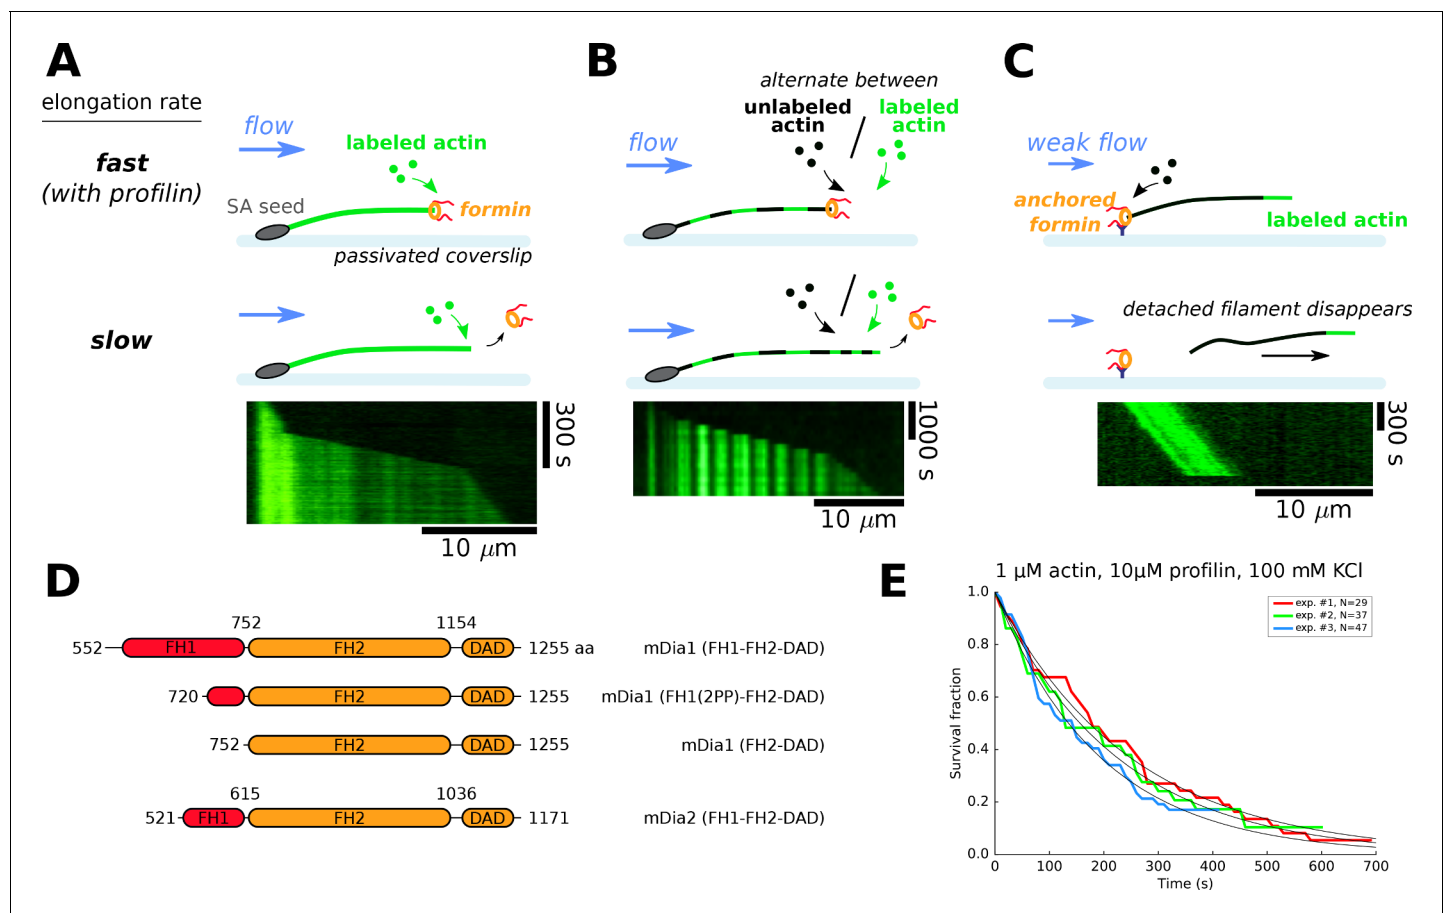 A
elongation rate
fast
(with profilin)
slow
flow
labeled actin
SA seed
formin
passivated coverslip
300 s
10 μm
B
alternate between
unlabeled
actin
labeled
actin
flow
1000 s
10 μm
C
weak flow
anchored
formin
labeled actin
detached filament disappears
300 s
10 μm
D
752
1154
552
FH1
FH2
DAD
1255 aa
mDia1 (FH1-FH2-DAD)
720
FH2
DAD
1255
mDia1 (FH1(2PP)-FH2-DAD)
752
FH2
DAD
1255
mDia1 (FH2-DAD)
615
1036
521
FH1
FH2
DAD
1171
mDia2 (FH1-FH2-DAD)
E
1 μM actin, 10μM profilin, 100 mM KCl
exp. #1, N=29
exp. #2, N=37
exp. #3, N=47
Survival fraction
1.0
0.8
0.6
0.4
0.2
0.0
0
100
200
300
400
500
600
700
Time (s)